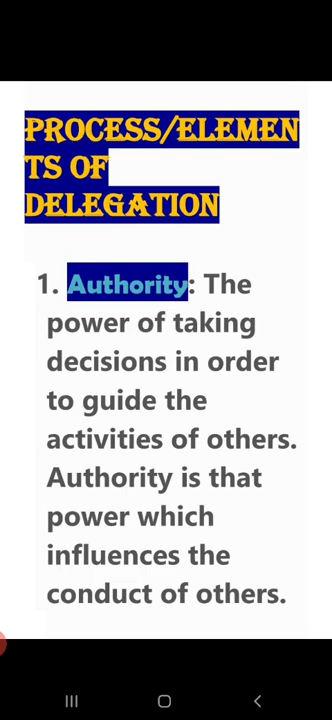 PROCESS/ELEMEN
TS OF
DELEGATION
1. Authority: The
power of taking
decisions in order
to guide the
activities of others.
Authority is that
power which
influences the
conduct of others.